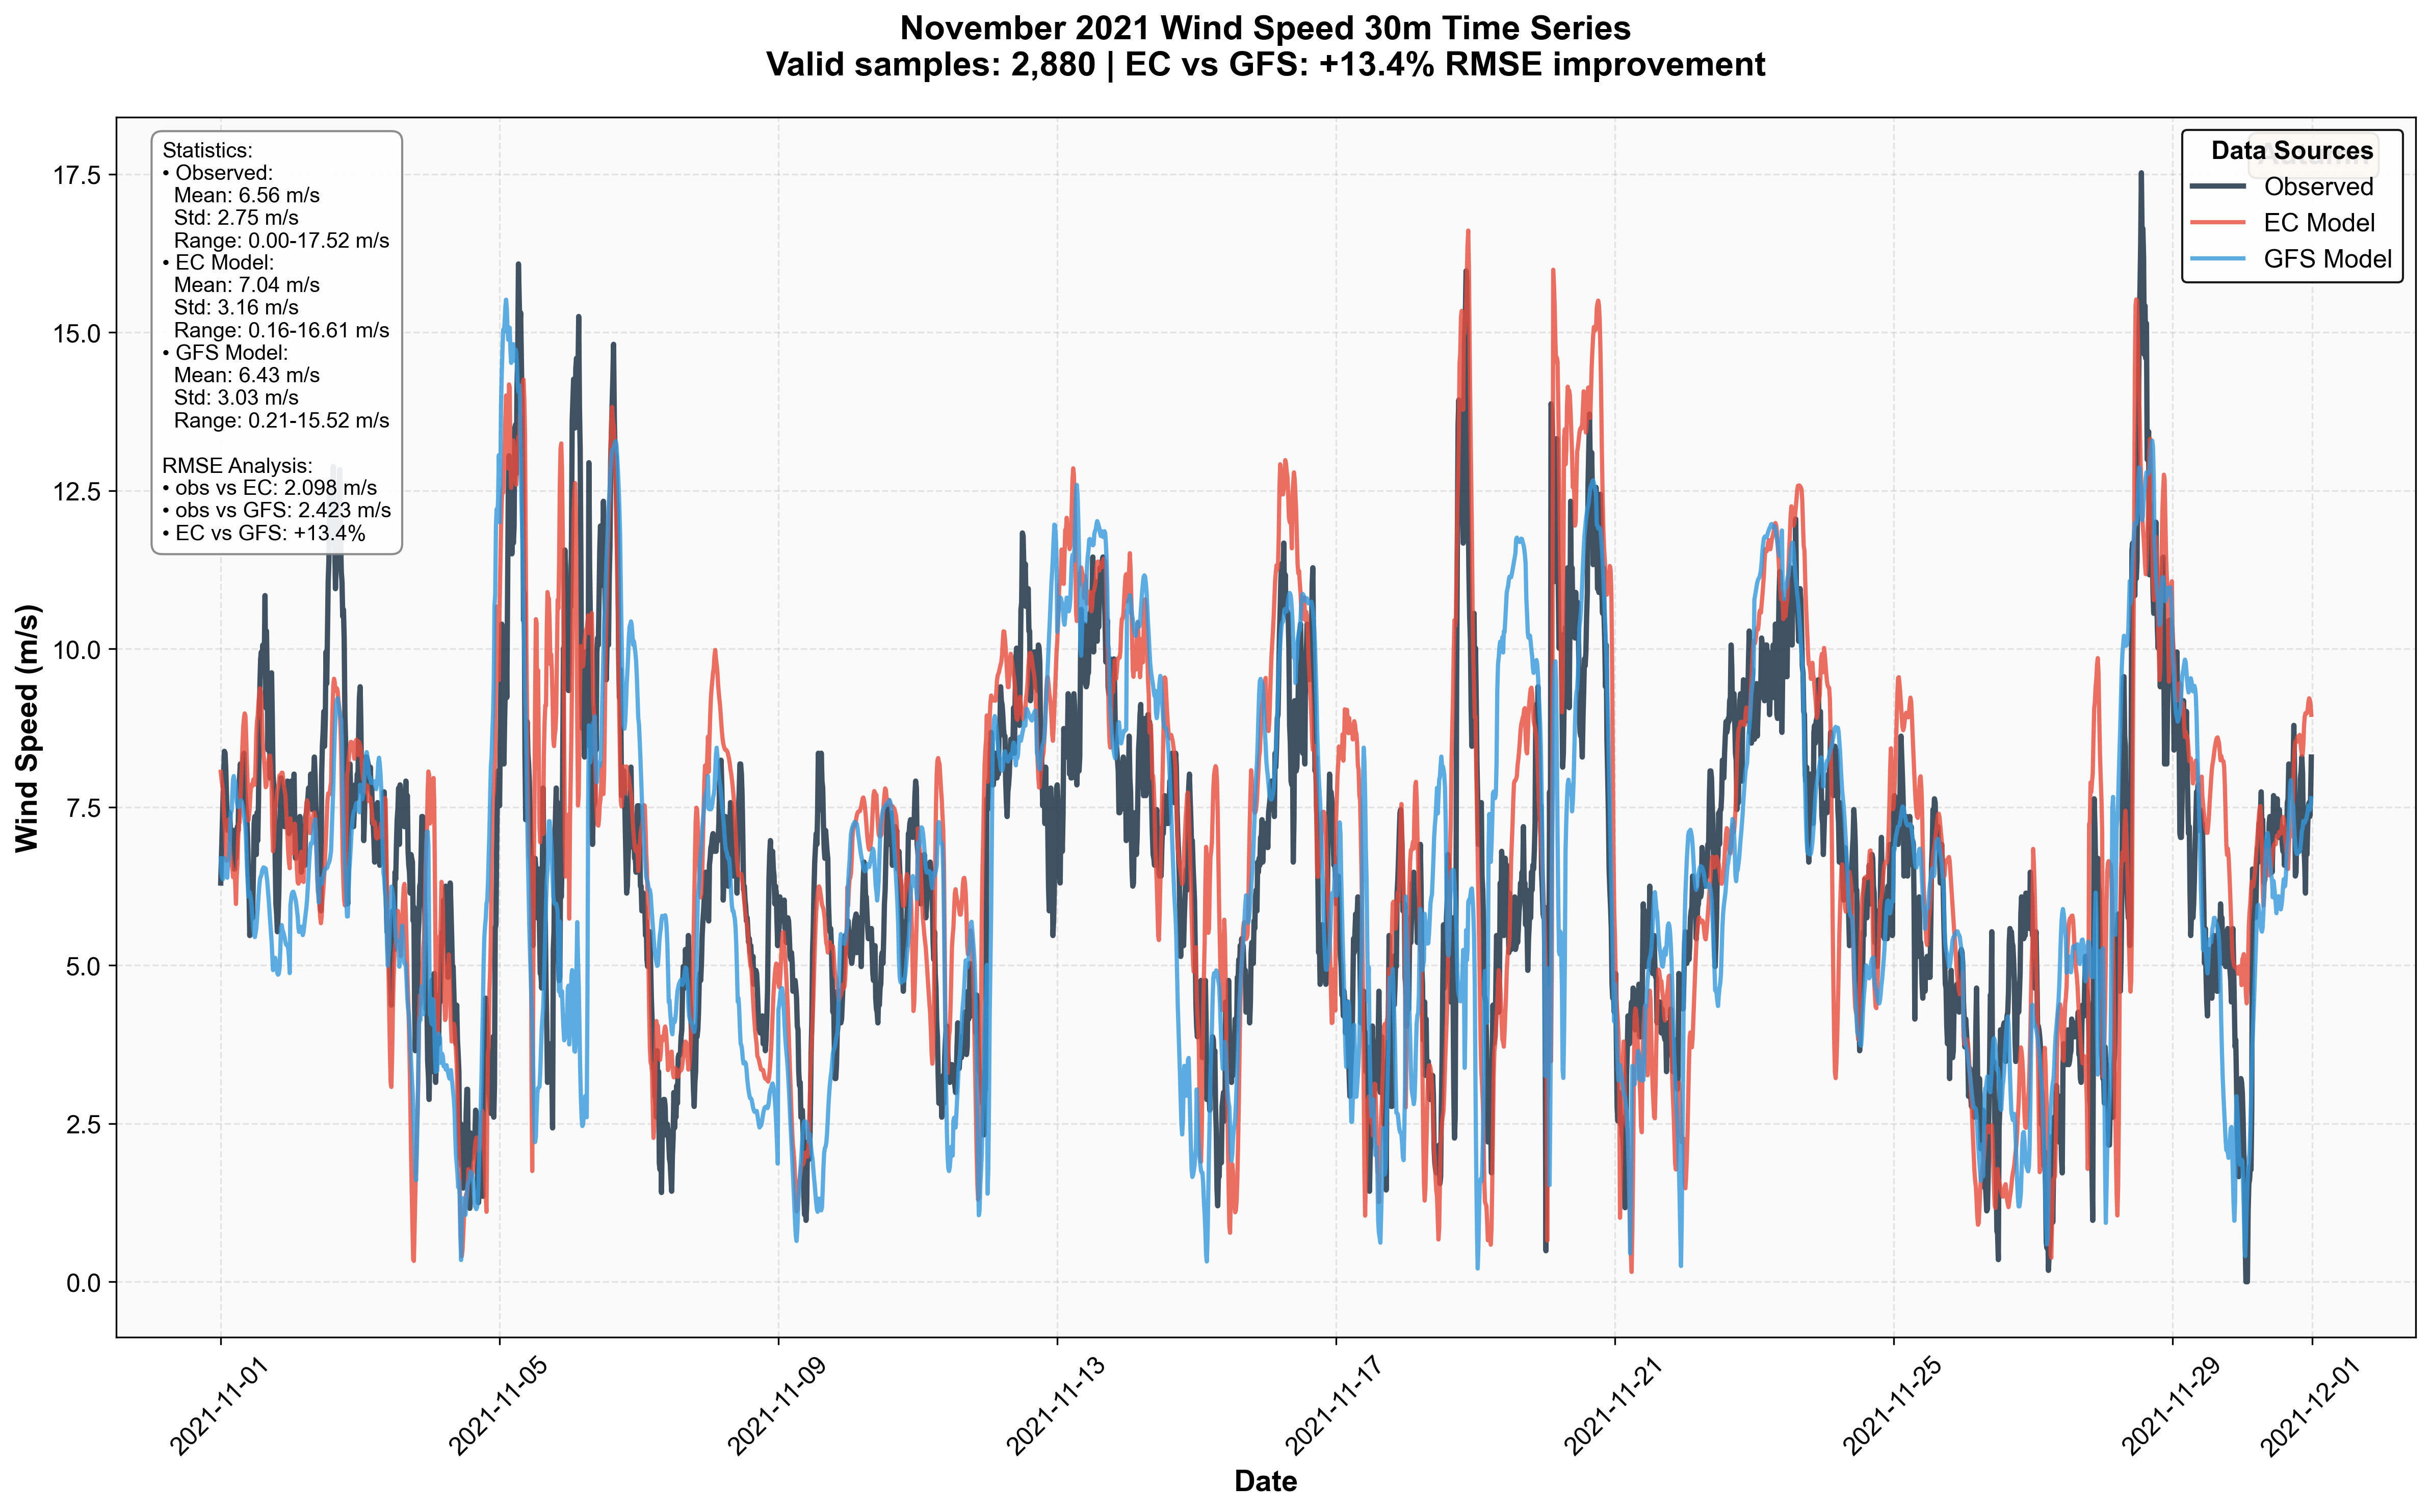 November 2021 Wind Speed 30m Time Series
Valid samples: 2,880 | EC vs GFS: +13.4% RMSE improvement
Statistics:
• Observed:
Mean: 6.56 m/s
Std: 2.75 m/s
Range: 0.00-17.52 m/s
• EC Model:
Mean: 7.04 m/s
Std: 3.16 m/s
Range: 0.16-16.61 m/s
• GFS Model:
Mean: 6.43 m/s
Std: 3.03 m/s
Range: 0.21-15.52 m/s
RMSE Analysis:
• obs vs EC: 2.098 m/s
• obs vs GFS: 2.423 m/s
• EC vs GFS: +13.4%
Data Sources
Observed
EC Model
GFS Model
Wind Speed (m/s)
17.5
15.0
12.5
10.0
7.5
5.0
2.5
0.0
2021-11-01
2021-11-05
2021-11-09
2021-11-13
2021-11-17
2021-11-21
2021-11-25
2021-11-29
2021-12-01
Date